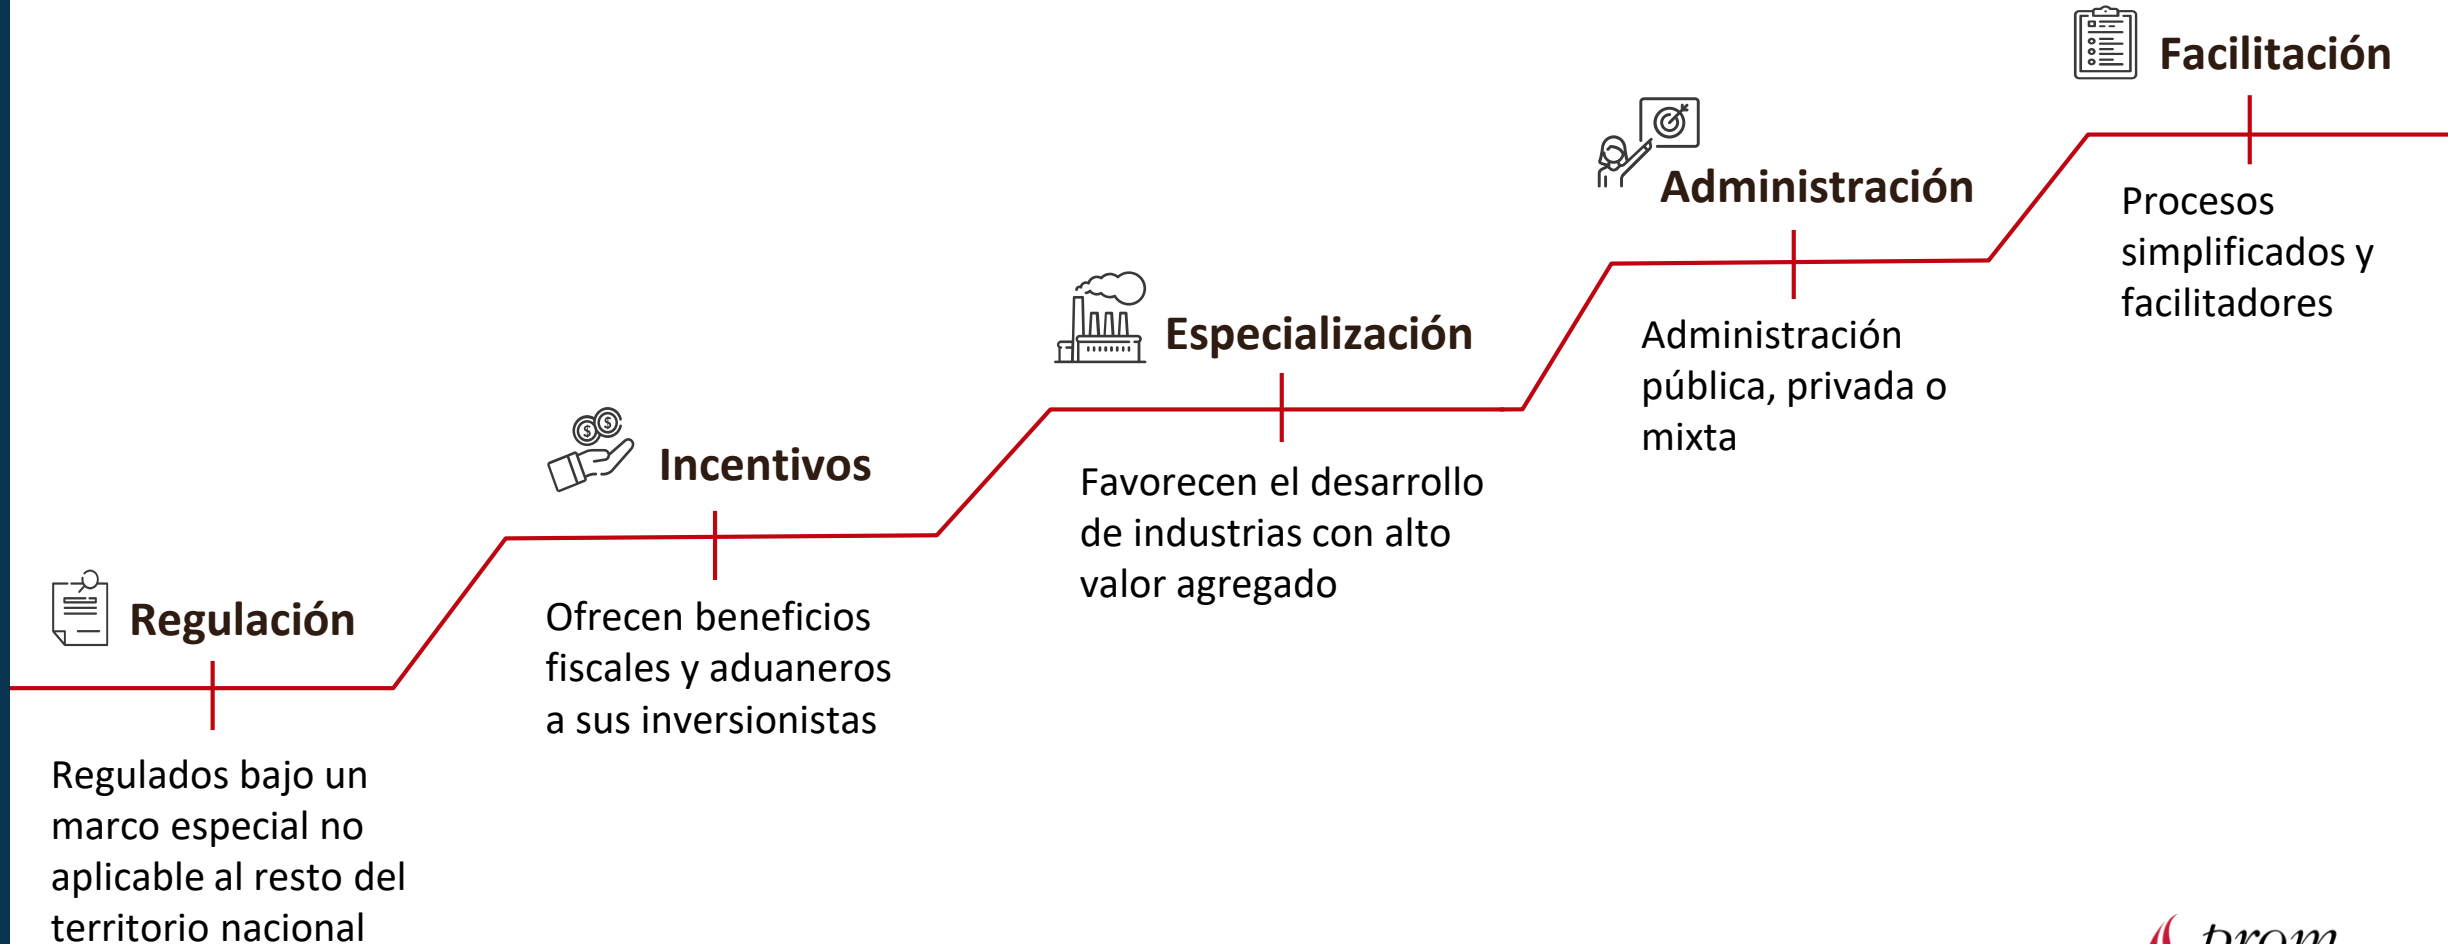 Regulación
Regulados bajo un
marco especial no
aplicable al resto del
territorio nacional
Incentivos
Ofrecen beneficios
fiscales y aduaneros
a sus inversionistas
Especialización
Favorecen el desarrollo
de industrias con alto
valor agregado
Administración
Administración
pública, privada o
mixta
Facilitación
Procesos
simplificados y
facilitadores
prom